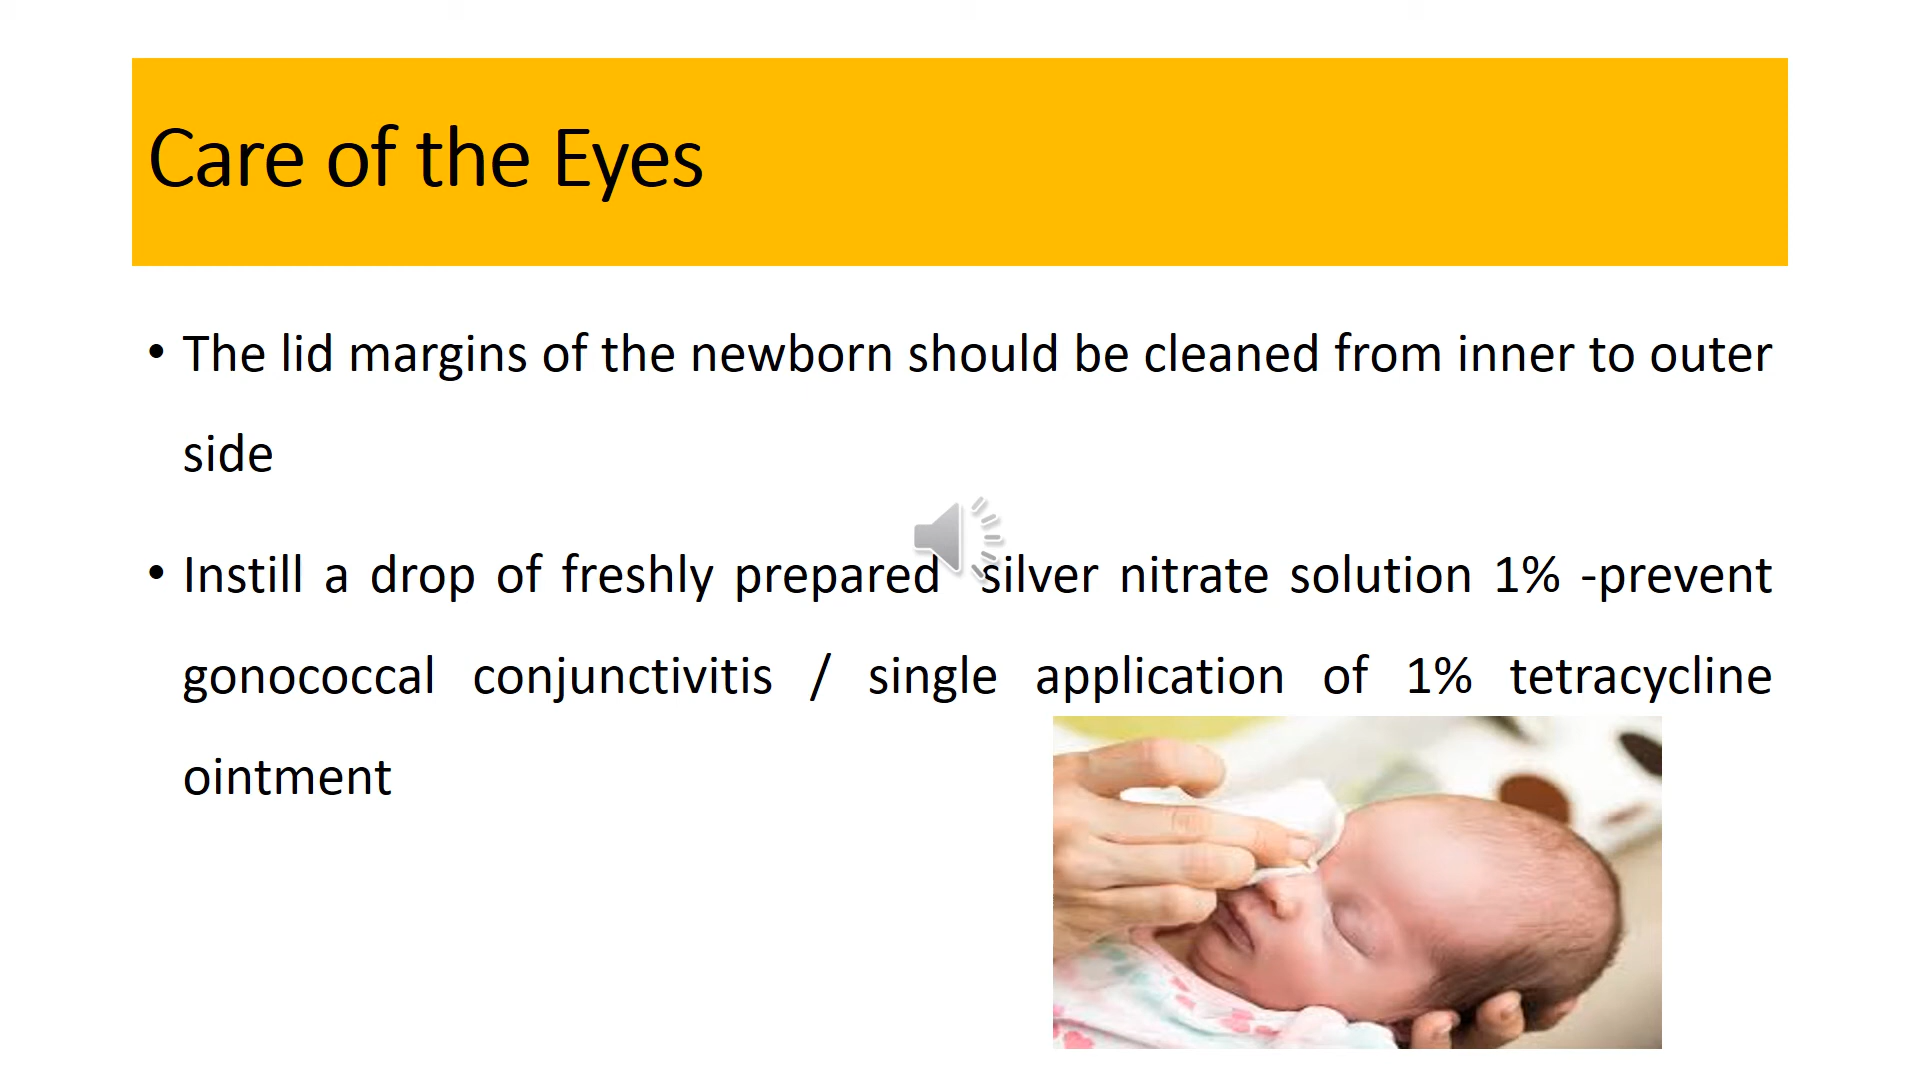 Care of the Eyes
• The lid margins of the newborn should be cleaned from inner to outer
side
• Instill a drop of freshly prepared silver nitrate solution 1% -prevent
gonococcal conjunctivitis / single application of 1% tetracycline
ointment